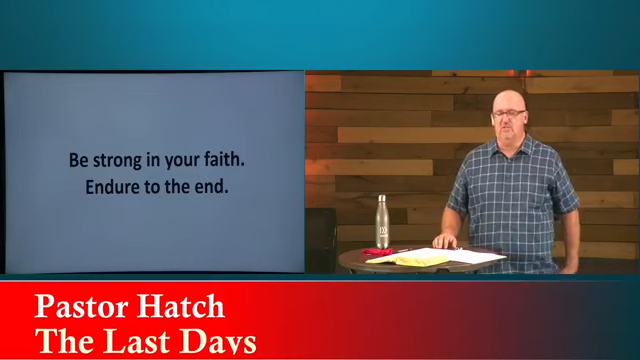 Be strong in your faith.
Endure to the end.
Pastor Hatch
The Last Days